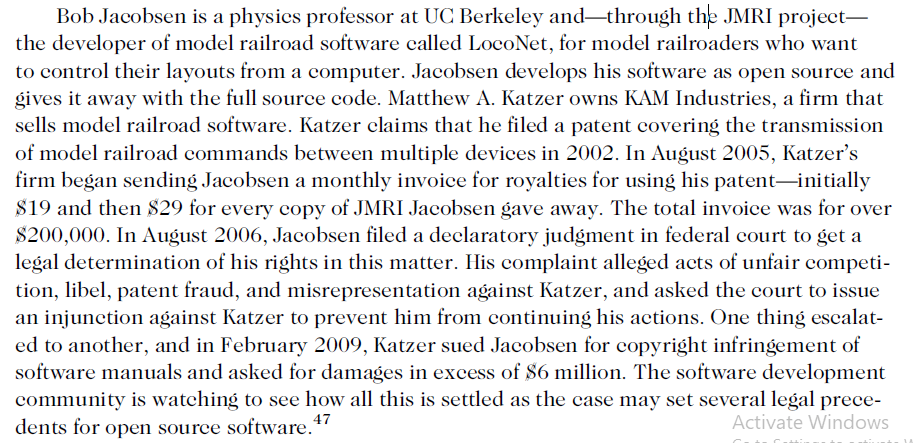 Bob Jacobsen is a physics professor at UC Berkeley and—through the JMRI project—
the developer of model railroad software called LocoNet, for model railroaders who want
to control their layouts from a computer. Jacobsen develops his software as open source and
gives it away with the full source code. Matthew A. Katzer owns KAM Industries, a firm that
sells model railroad software. Katzer claims that he filed a patent covering the transmission
of model railroad commands between multiple devices in 2002. In August 2005, Katzer's
firm began sending Jacobsen a monthly invoice for royalties for using his patent—initially
$19 and then $29 for every copy of JMRI Jacobsen gave away. The total invoice was for over
$200,000. In August 2006, Jacobsen filed a declaratory judgment in federal court to get a
legal determination of his rights in this matter. His complaint alleged acts of unfair competi-
tion, libel, patent fraud, and misrepresentation against Katzer, and asked the court to issue
an injunction against Katzer to prevent him from continuing his actions. One thing escalat-
ed to another, and in February 2009, Katzer sued Jacobsen for copyright infringement of
software manuals and asked for damages in excess of $6 million. The software development
community is watching to see how all this is settled as the case may set several legal prece-
dents for open source software.47
Activate Windows